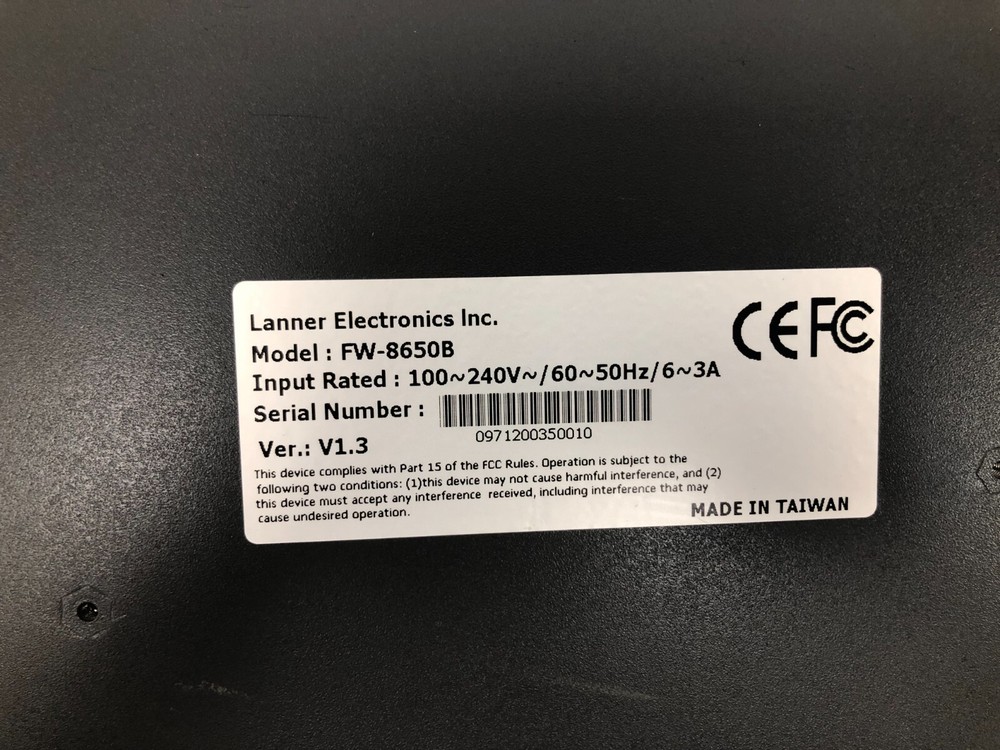 Lanner Electronics Inc.
CE FC
Model : FW-8650B
Input Rated : 100~240V~/60~50Hz/6~3A
Serial Number :
0971200350010
Ver.: V1.3
This device complies with Part 15 of the FCC Rules. Operation is subject to the
following two conditions: (1)this device may not cause harmful interference, and (2)
this device must accept any interference received, including interference that may
cause undesired operation.
MADE IN TAIWAN